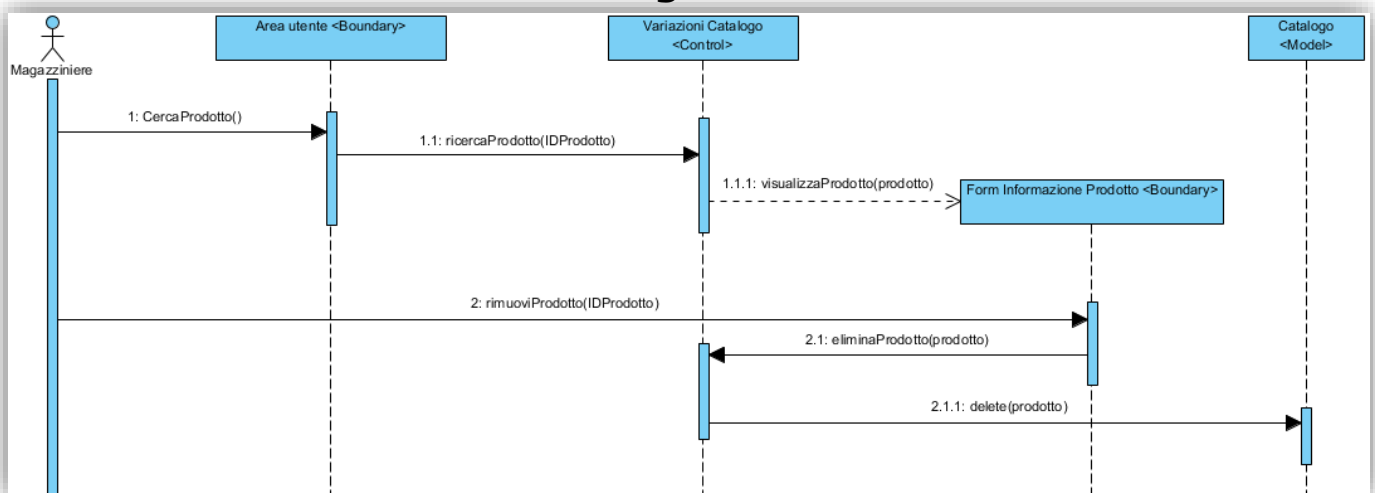 Area utente <Boundary>
Variazioni Catalogo
<Control>
Catalogo
<Model>
Magazziniere
1: CercaProdotto()
1.1: ricercaProdotto(IDProdotto)
1.1.1: visualizzaProdotto(prodotto)
Form Informazione Prodotto <Boundary>
2: rimuoviProdotto(IDProdotto)
2.1: eliminaProdotto(prodotto)
2.1.1: delete(prodotto)